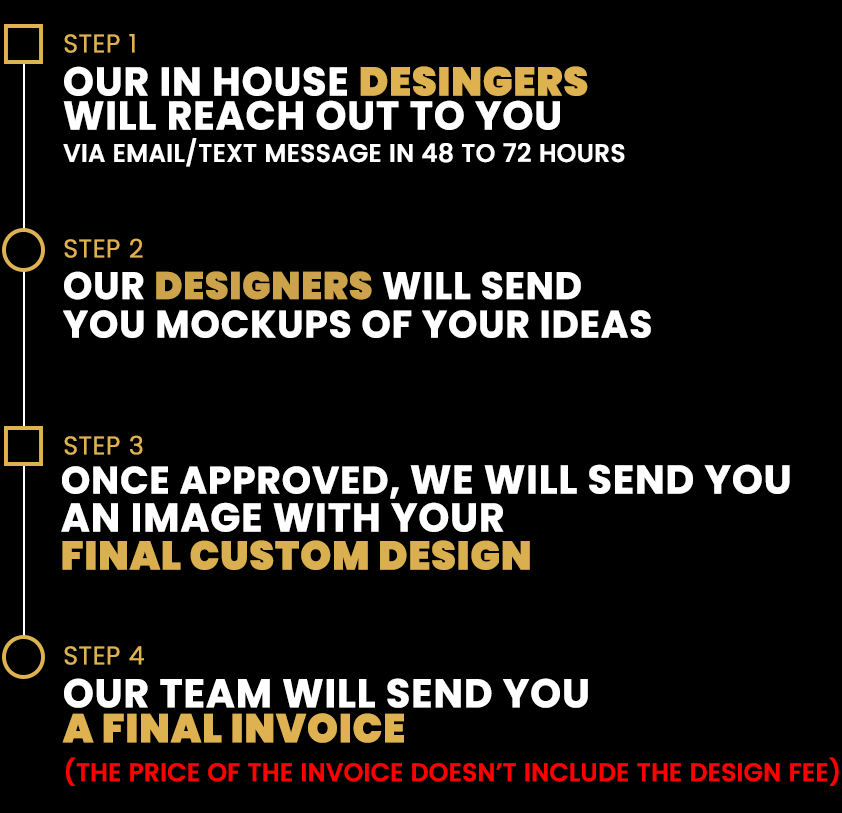 STEP 1
OUR IN HOUSE DESINGERS
WILL REACH OUT TO YOU
VIA EMAIL/TEXT MESSAGE IN 48 TO 72 HOURS
STEP 2
OUR DESIGNERS WILL SEND
YOU MOCKUPS OF YOUR IDEAS
STEP 3
ONCE APPROVED, WE WILL SEND YOU
AN IMAGE WITH YOUR
FINAL CUSTOM DESIGN
STEP 4
OUR TEAM WILL SEND YOU
A FINAL INVOICE
(THE PRICE OF THE INVOICE DOESN’T INCLUDE THE DESIGN FEE)